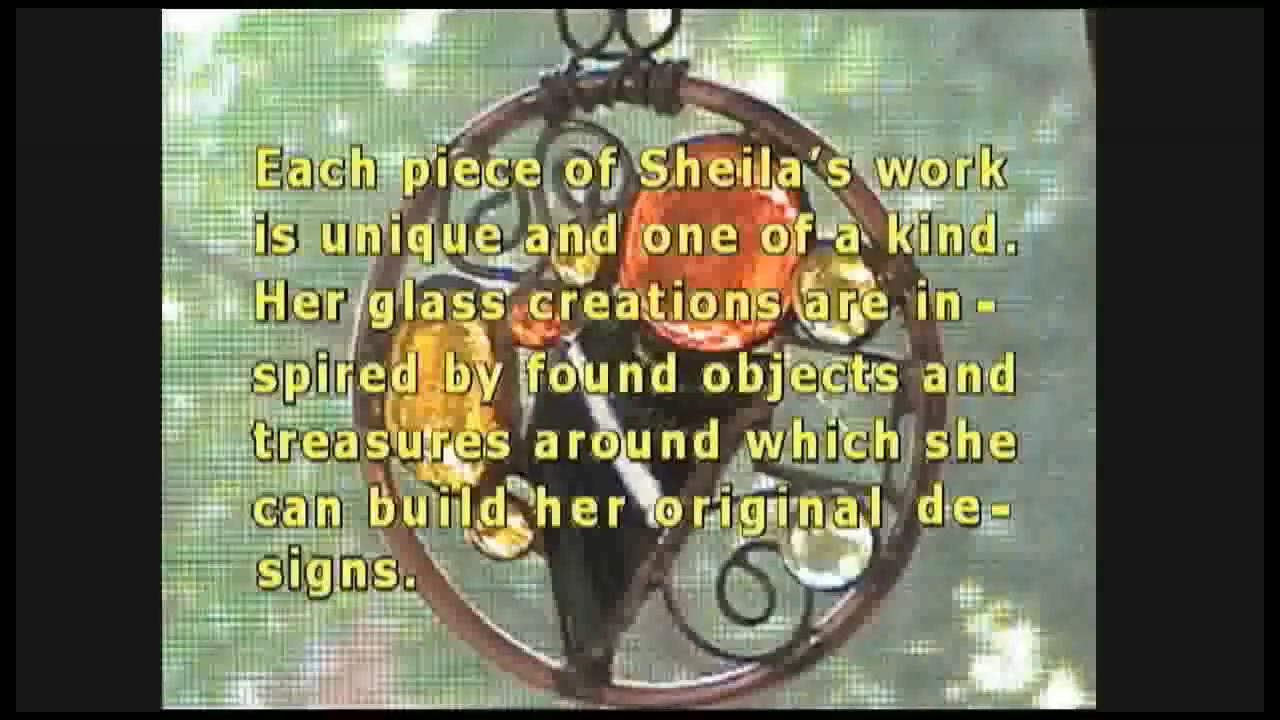 Each piece of Sheila's work
is unique and one of a kind.
Her glass creations are in-
spired by found objects and
treasures around which she
can build her original de-
signs.